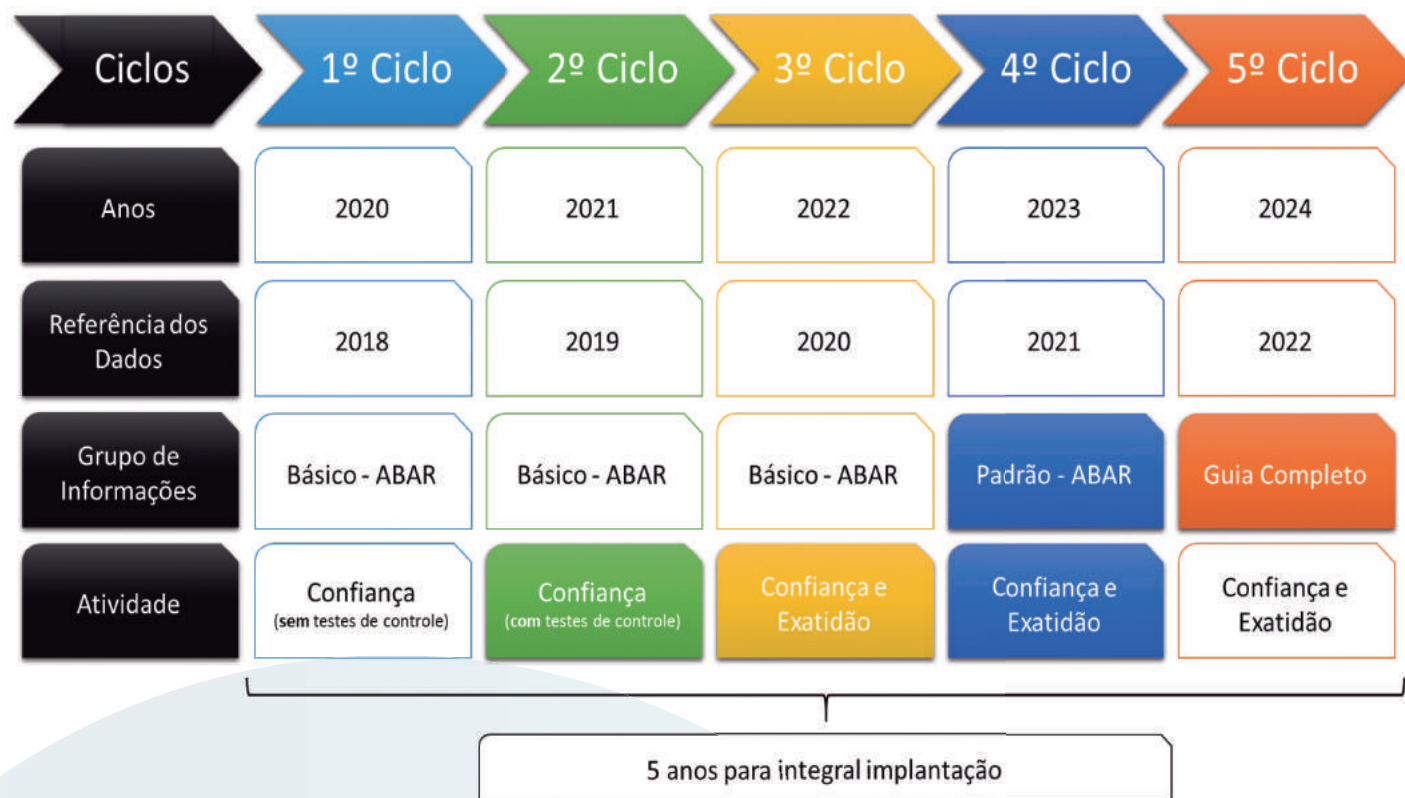 Ciclos
1º Ciclo
2º Ciclo
3º Ciclo
4º Ciclo
5º Ciclo
Anos
2020
2021
2022
2023
2024
Referência dos
Dados
2018
2019
2020
2021
2022
Grupo de
Informações
Básico - ABAR
Básico - ABAR
Básico - ABAR
Padrão - ABAR
Guia Completo
Atividade
Confiança
(sem testes de controle)
Confiança
(com testes de controle)
Confiança e
Exatidão
Confiança e
Exatidão
Confiança e
Exatidão
5 anos para integral implantação